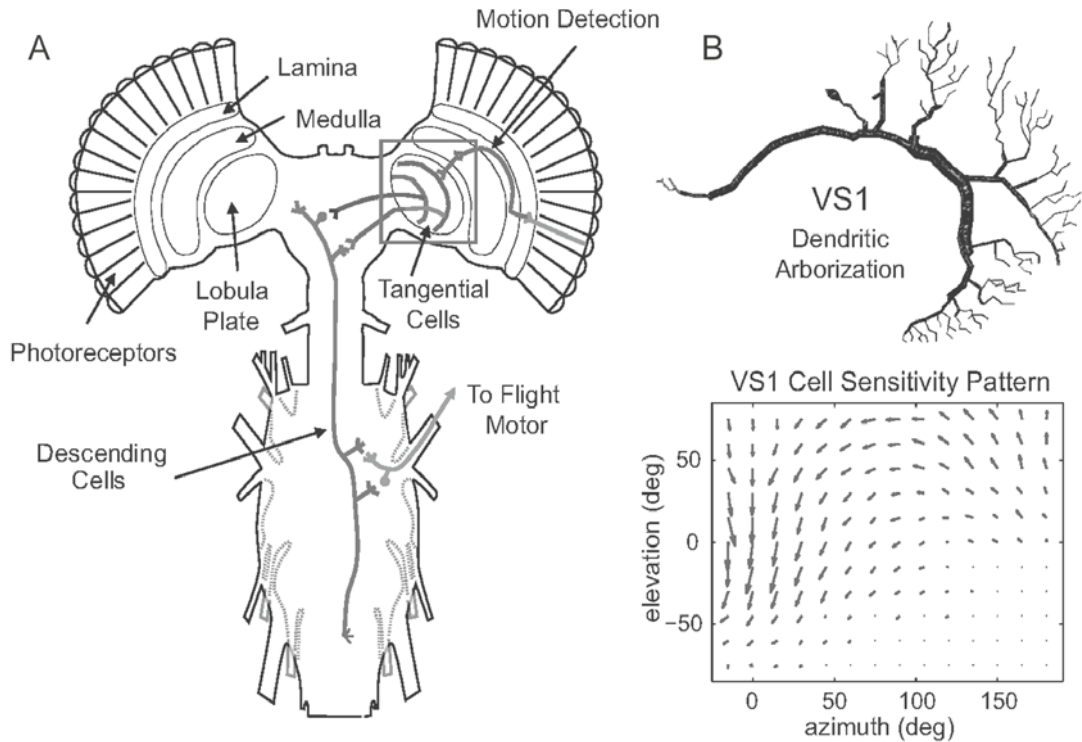 A
Motion Detection
Lamina
Medulla
Lobula
Plate
Tangential
Cells
Photoreceptors
To Flight
Motor
Descending
Cells
B
VS1
Dendritic
Arborization
VS1 Cell Sensitivity Pattern
elevation (deg)
50
0
−50
0
50
100
150
azimuth (deg)